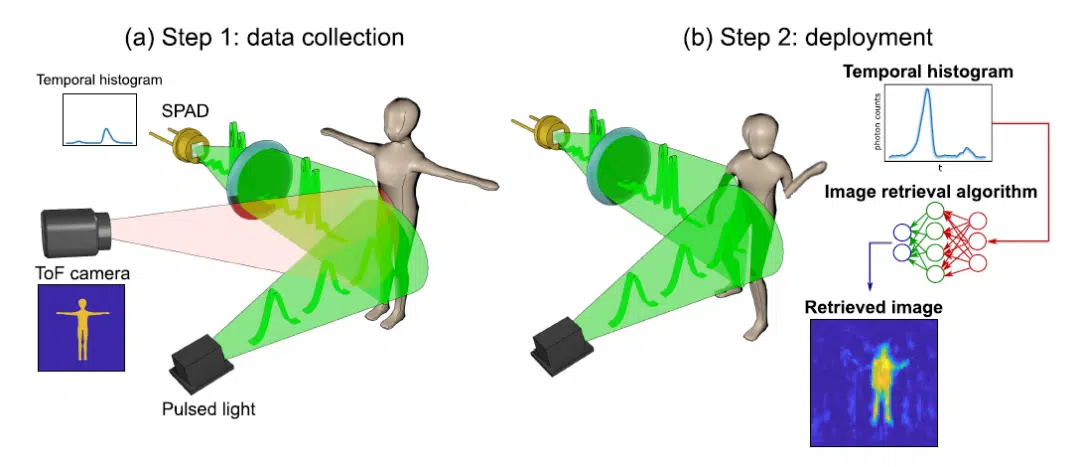 (a) Step 1: data collection
Temporal histogram
SPAD
ToF camera
Pulsed light
(b) Step 2: deployment
Temporal histogram
photon counts
t
Image retrieval algorithm
Retrieved image